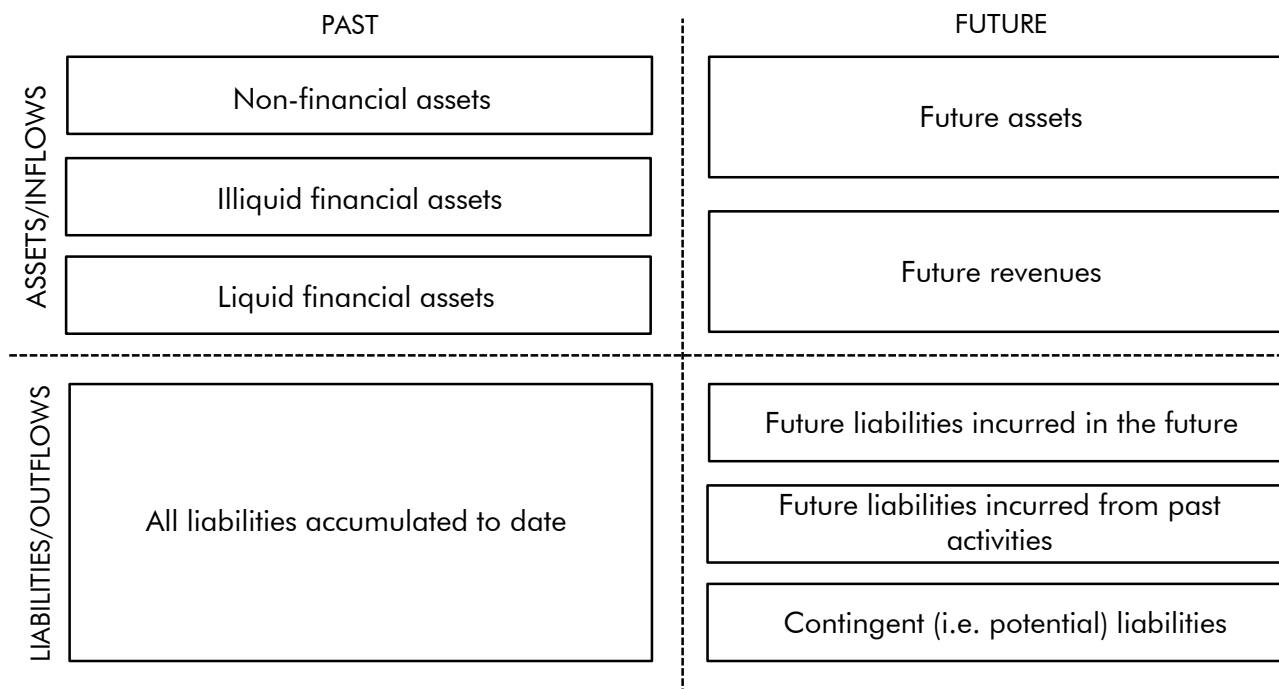 PAST
FUTURE
ASSETS/INFLOWS
Non-financial assets
Illiquid financial assets
Liquid financial assets
Future assets
Future revenues
LIABILITIES/OUTFLOWS
All liabilities accumulated to date
Future liabilities incurred in the future
Future liabilities incurred from past
activities
Contingent (i.e. potential) liabilities